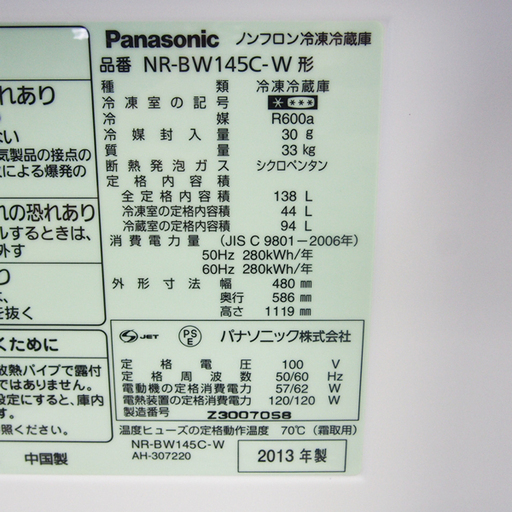 れあり
ない
気製品の接点の
による爆発の
れの恐れあり
ルするときは、
外す
り
は、
を抜く
くために
放熱パイプで露付
ではありません。
設定にすると、庫内
す。
照ください。
中国製
Panasonic ノンフロン冷凍冷蔵庫
品番 NR-BW145C-W 形
種類 冷凍冷蔵庫
冷凍室の記号 ****
冷媒 R600a
冷媒封入量 30 g
質量 33 kg
断熱発泡ガス シクロペンタン
定格内容積
全定格内容積 138 L
冷凍室の定格内容積 44 L
冷蔵室の定格内容積 94 L
消費電力量 (JIS C 9801-2006年)
50Hz 280kWh/年
60Hz 280kWh/年
外形寸法 幅 480 mm
奥行 586 mm
高さ 1119 mm
S JET PSE パナソニック株式会社
定格電圧 100 V
定格周波数 50/60 Hz
電動機の定格消費電力 57/62 W
電熱装置の定格消費電力 120/120 W
製造番号 Z30070S8
温度ヒューズの定格動作温度 70℃ (霜取用)
NR-BW145C-W
AH-307220
2013 年製